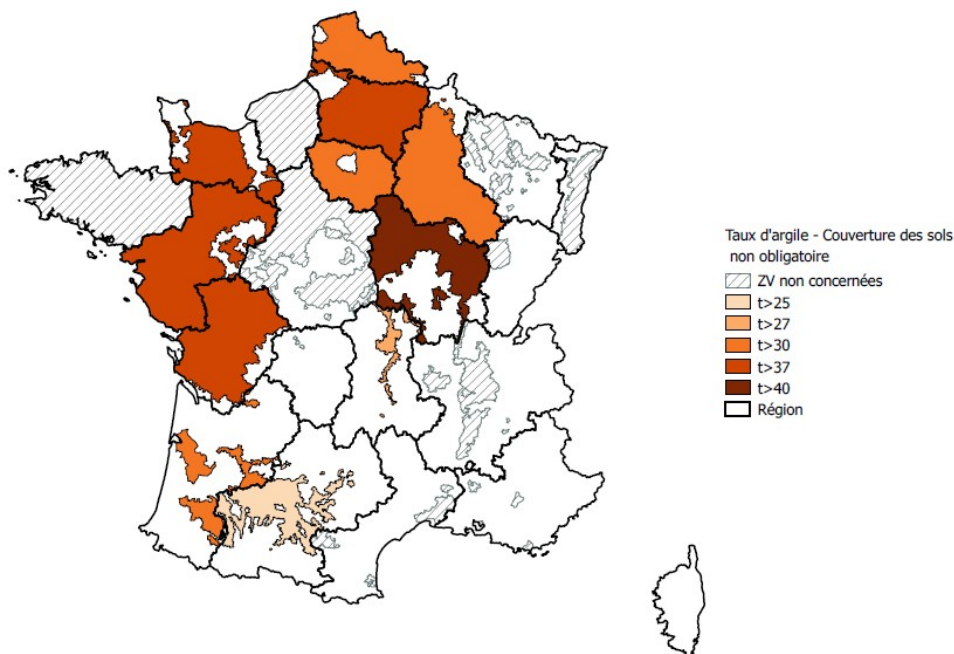 Taux d'argile - Couverture des sols
non obligatoire
ZV non concernées
t>25
t>27
t>30
t>37
t>40
Région